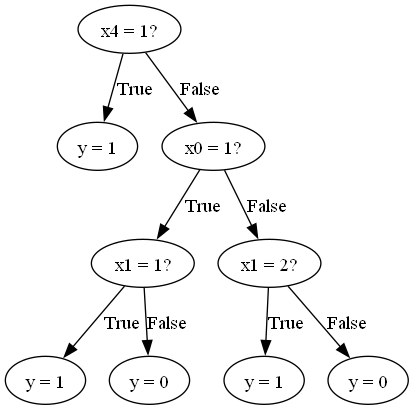 x4 = 1?
True
False
y = 1
x0 = 1?
True
False
x1 = 1?
x1 = 2?
True
False
True
False
y = 1
y = 0
y = 1
y = 0